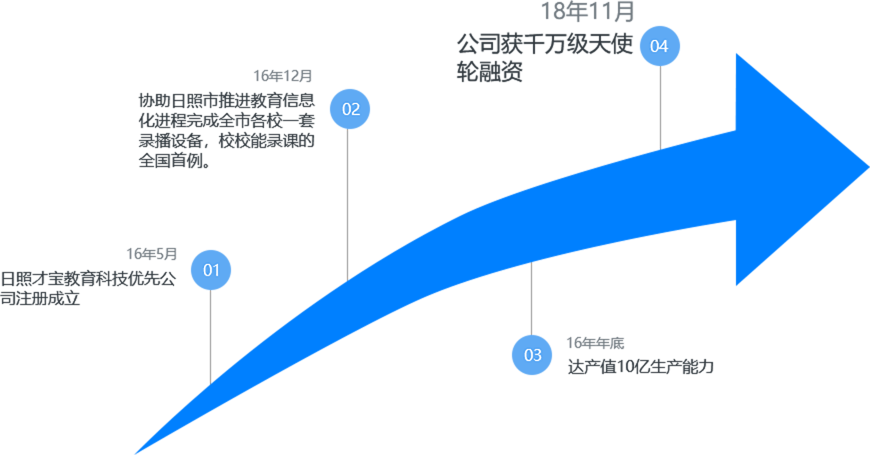 18年11月
公司获千万级天使
轮融资
04
16年12月
协助日照市推进教育信息
化进程完成全市各校一套
录播设备，校校能录课的
全国首例。
02
16年5月
日照才宝教育科技优先公
司注册成立
01
03
16年年底
达产值10亿生产能力